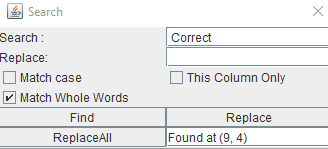 Search
Search : Correct
Replace:
Match case This Column Only
Match Whole Words
Find Replace
ReplaceAll Found at (9, 4)